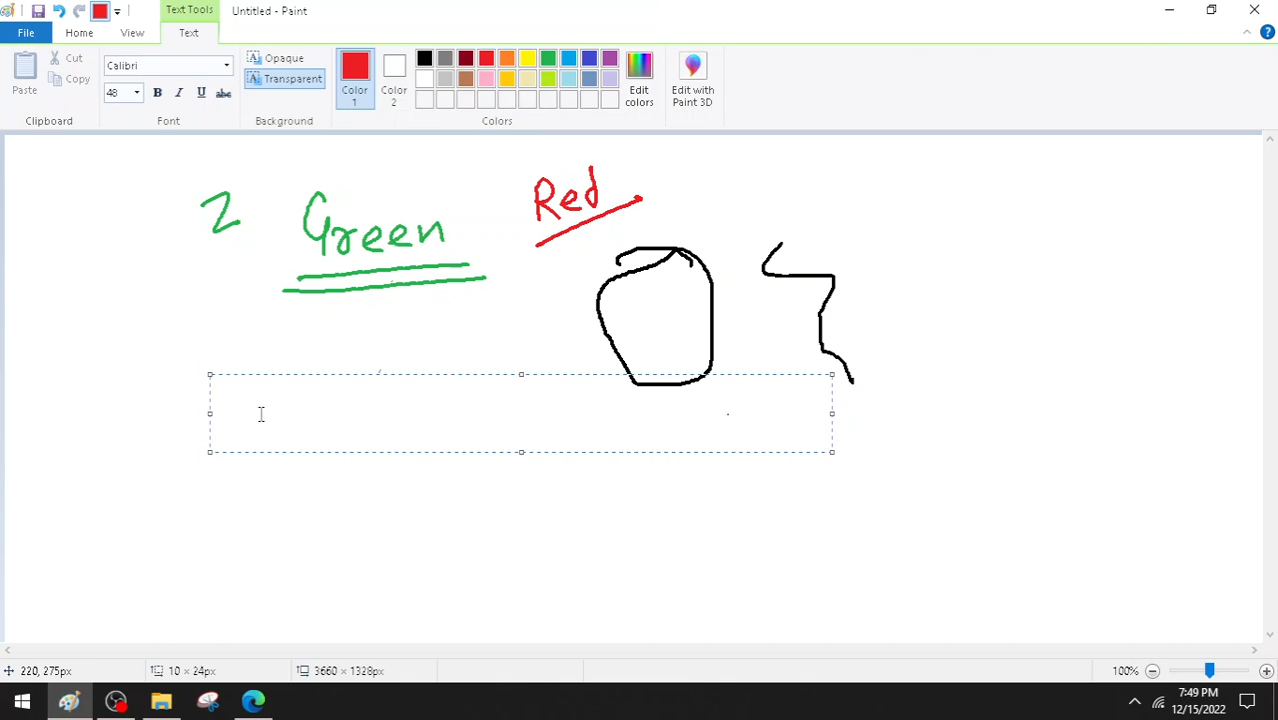 Text Tools
Untitled - Paint
File
Home
View
Text
Paste
Cut
Copy
Clipboard
Calibri
48
B I U abc
Font
Opaque
Transparent
Background
Color 1
Color 2
Edit colors
Edit with Paint 3D
Colors
2 Green Red
220, 275px
10 × 24px
3660 × 1328px
100%
7:49 PM
12/15/2022